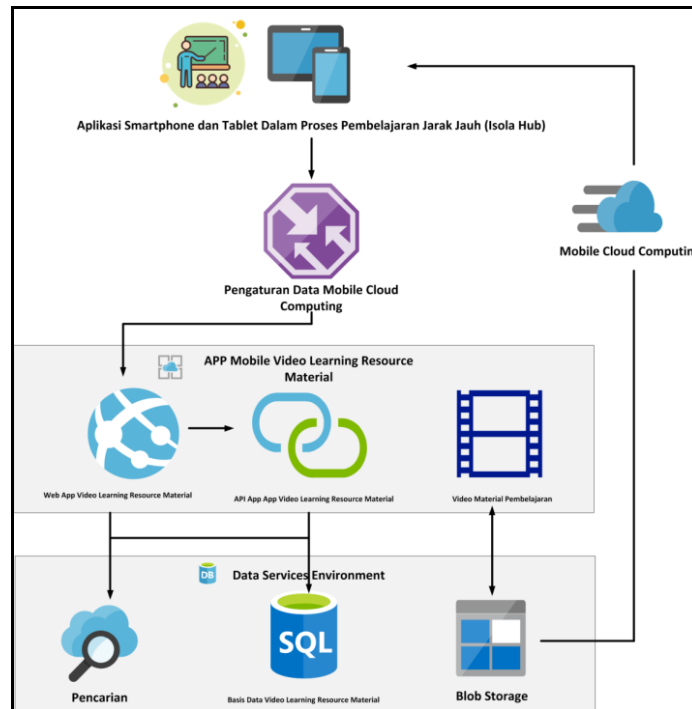 Aplikasi Smartphone dan Tablet Dalam Proses Pembelajaran Jarak Jauh (Isola Hub)
Mobile Cloud Computin
Pengaturan Data Mobile Cloud
Computing
APP Mobile Video Learning Resource
Material
Web App Video Learning Resource Material
API App App Video Learning Resource Material
Video Material Pembelajaran
DB
Data Services Environment
SQL
Pencarian
Basis Data Video Learning Resource Material
Blob Storage